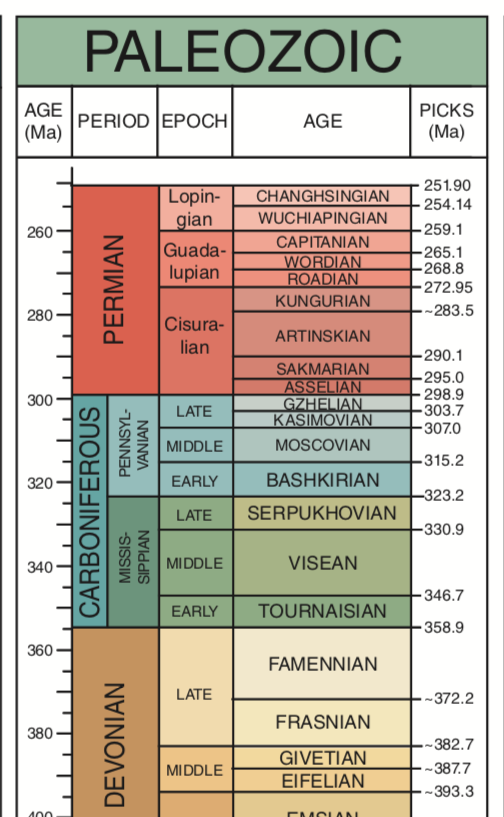 PALEOZOIC
AGE
(Ma)
PERIOD
EPOCH
AGE
PICKS
(Ma)
260
280
300
320
340
360
380
400
PERMIAN
CARBONIFEROUS
PENNSYL-
VANIAN
MISSIS-
SIPPIAN
DEVONIAN
Lopin-
gian
Guada-
lupian
Cisura-
lian
LATE
MIDDLE
EARLY
LATE
MIDDLE
EARLY
LATE
MIDDLE
CHANGHSINGIAN
WUCHIAPINGIAN
CAPITANIAN
WORDIAN
ROADIAN
KUNGURIAN
ARTINSKIAN
SAKMARIAN
ASSELIAN
GZHELIAN
KASIMOVIAN
MOSCOVIAN
BASHKIRIAN
SERPUKHOVIAN
VISEAN
TOURNAISIAN
FAMENNIAN
FRASNIAN
GIVETIAN
EIFELIAN
EMSIAN
251.90
254.14
259.1
265.1
268.8
272.95
~283.5
290.1
295.0
298.9
303.7
307.0
315.2
323.2
330.9
346.7
358.9
~372.2
~382.7
~387.7
~393.3